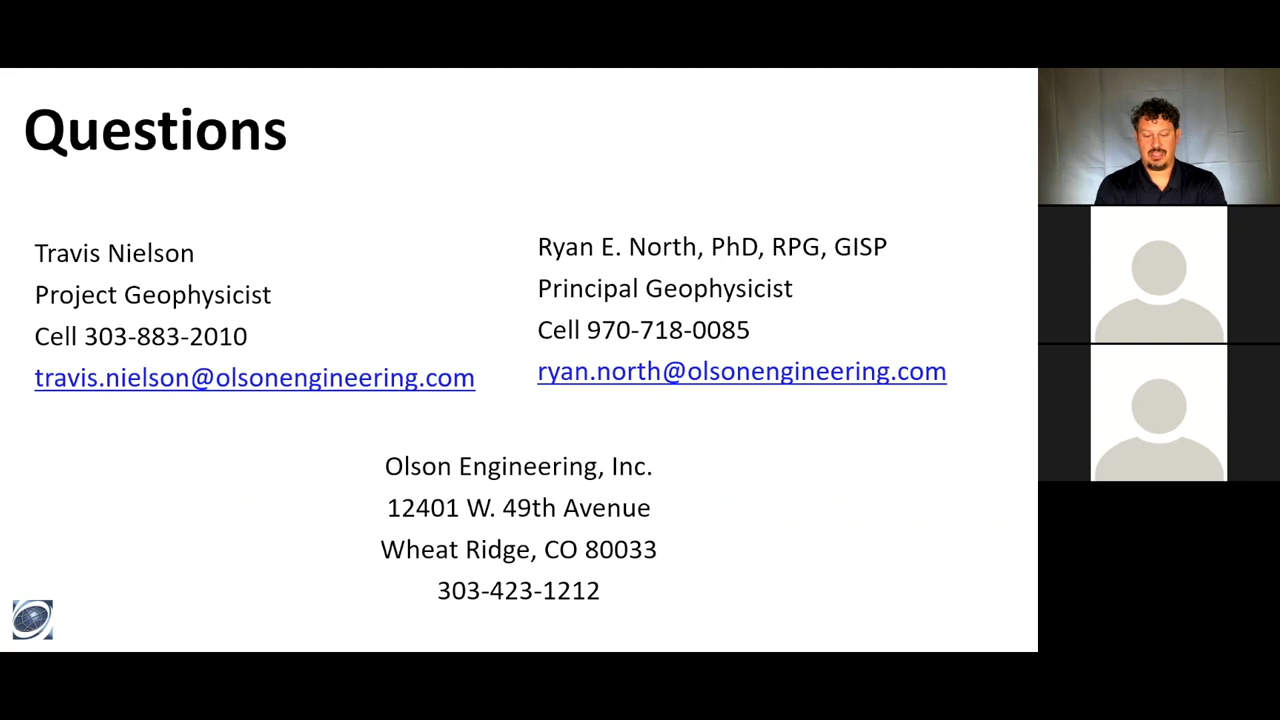 Questions
Travis Nielson
Project Geophysicist
Cell 303-883-2010
travis.nielson@olsonengineering.com
Ryan E. North, PhD, RPG, GISP
Principal Geophysicist
Cell 970-718-0085
ryan.north@olsonengineering.com
Olson Engineering, Inc.
12401 W. 49th Avenue
Wheat Ridge, CO 80033
303-423-1212